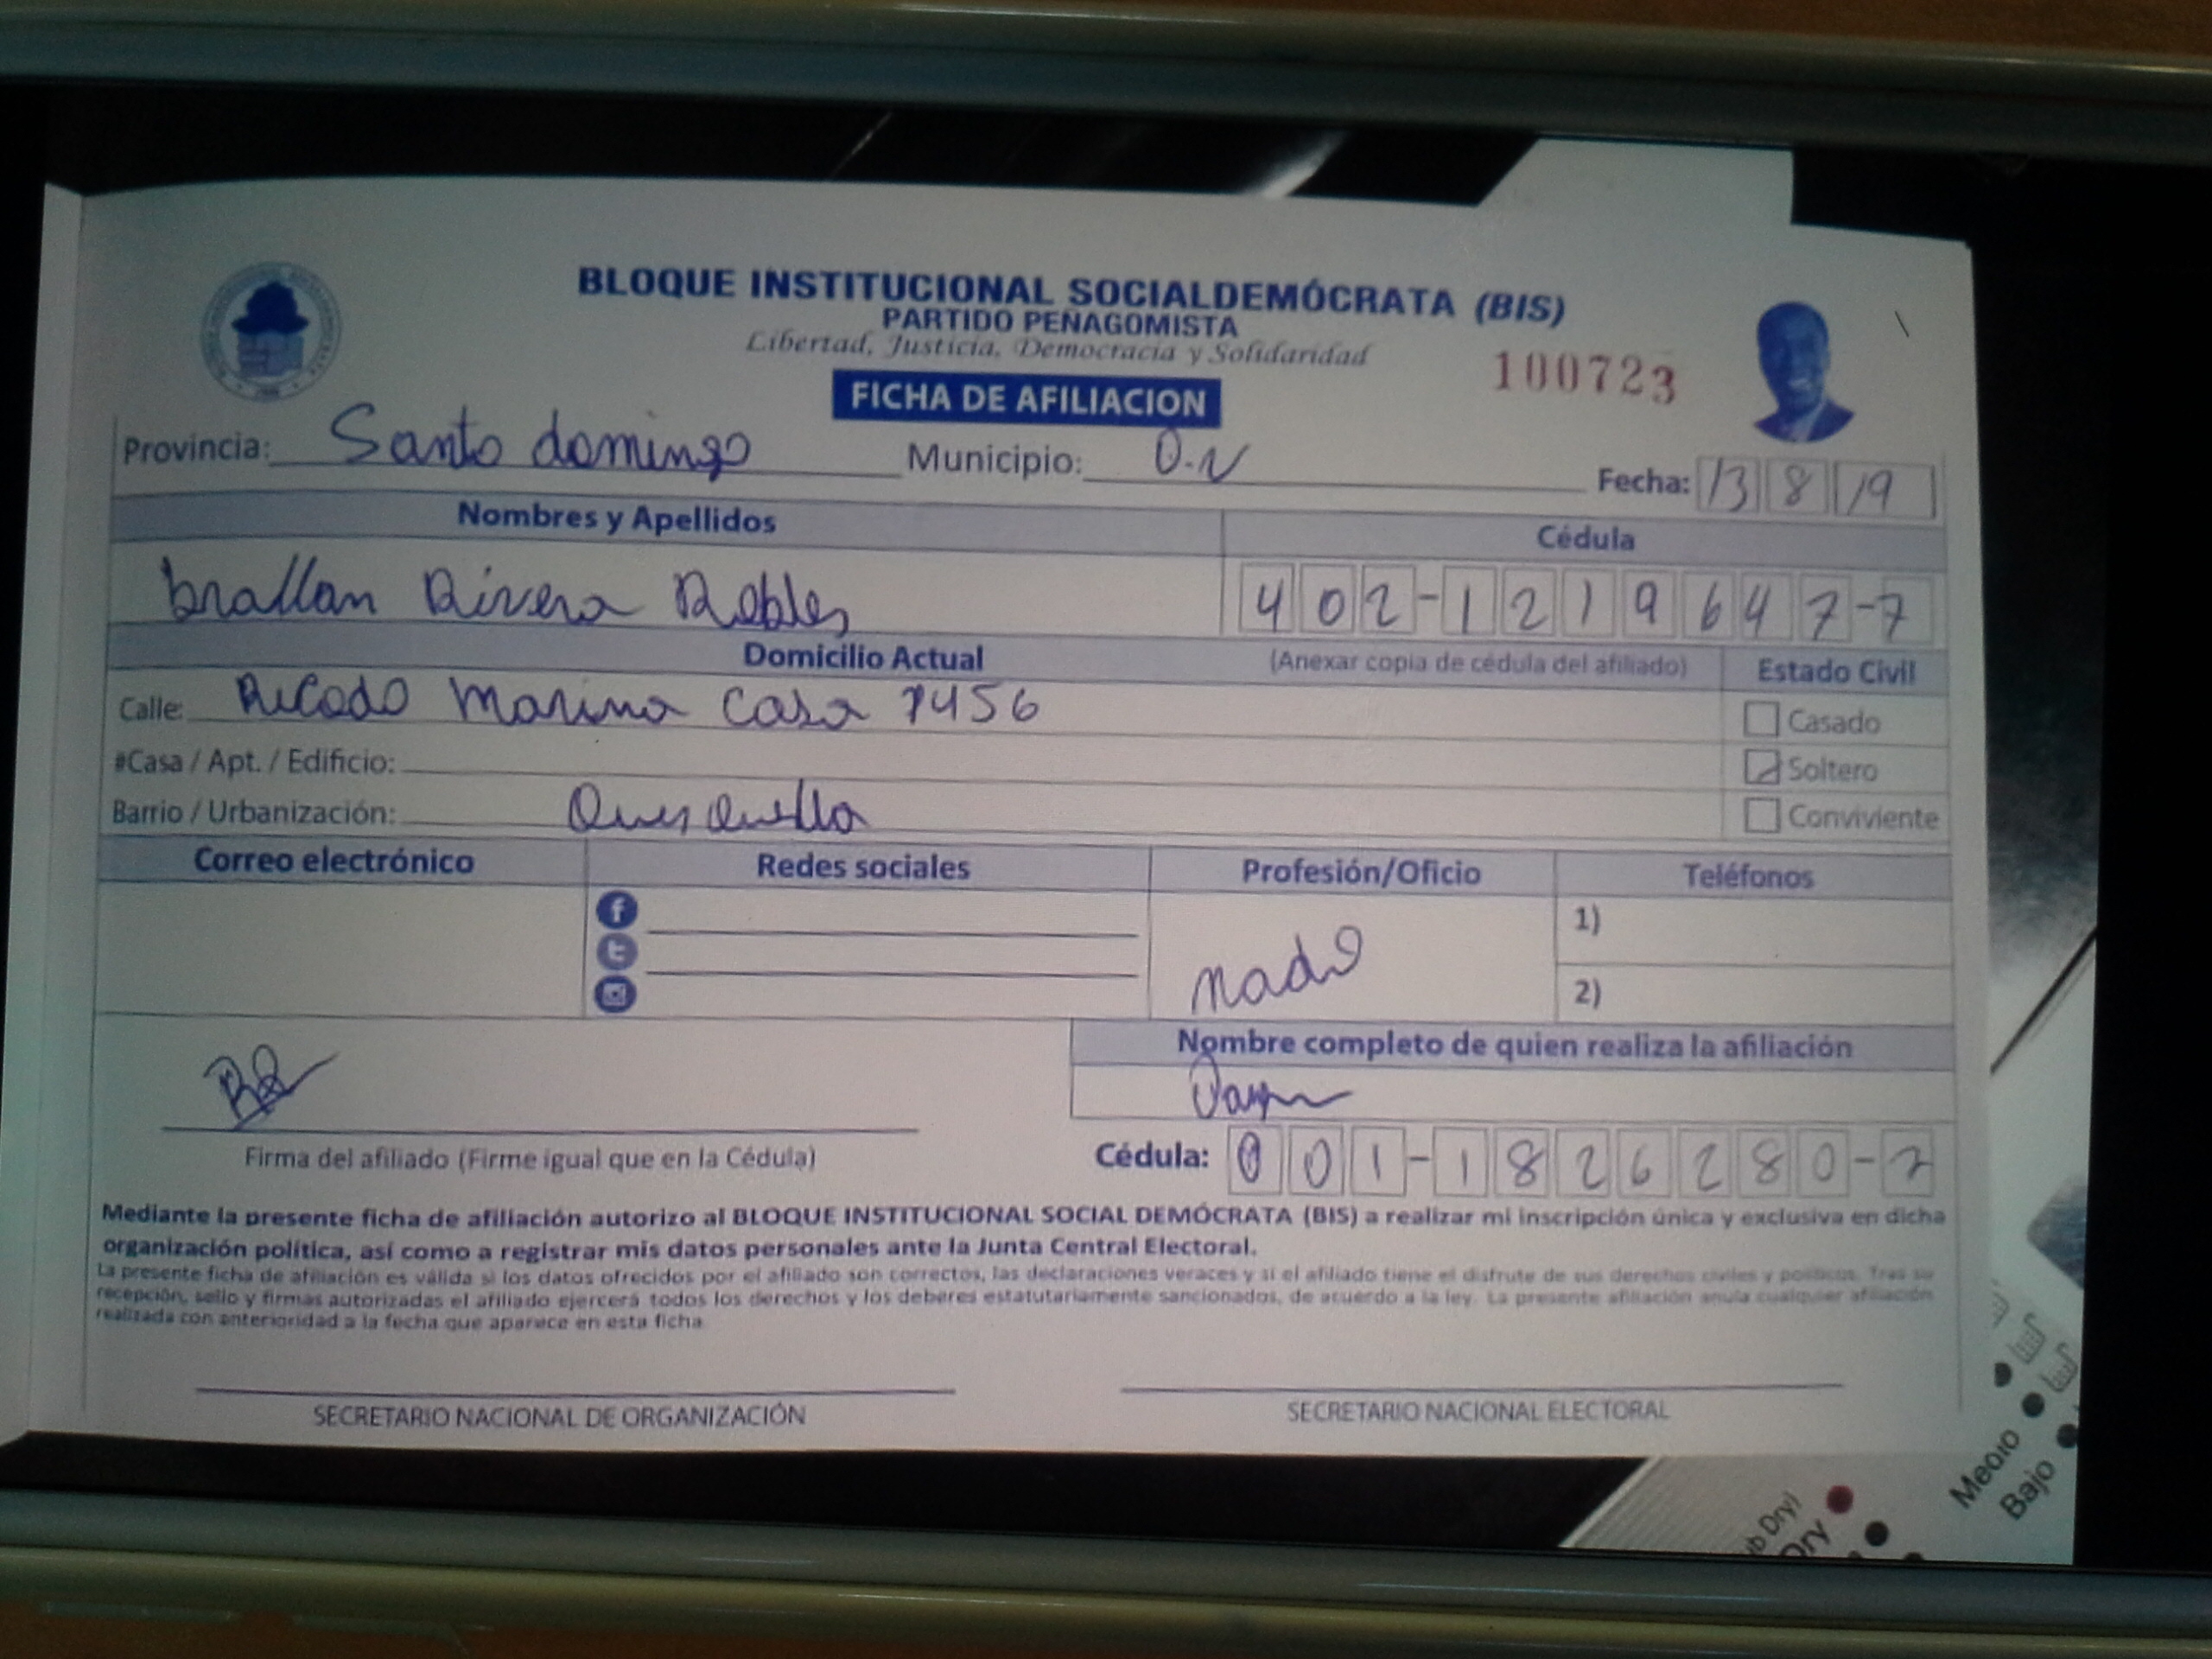 BLOQUE INSTITUCIONAL SOCIALDEMÓCRATA (BIS)
PARTIDO PEÑAGOMISTA
Libertad, Justicia, Democracia y Solidaridad
100723
FICHA DE AFILIACION
Provincia: Santo domingo Municipio: D.N Fecha: 13 8 19
Nombres y Apellidos Cédula
brallan Rivera Robles 402-1219647-7
Domicilio Actual (Anexar copia de cédula del afiliado) Estado Civil
Calle: Ricado Marina Casa 7456 Casado
#Casa / Apt. / Edificio: Soltero
Barrio / Urbanización: Conviviente
Correo electrónico Redes sociales Profesión/Oficio Teléfonos
1)
nada
2)
Nombre completo de quien realiza la afiliación
Firma del afiliado (Firme igual que en la Cédula) Cédula: 001-1826280-7
Mediante la presente ficha de afiliación autorizo al BLOQUE INSTITUCIONAL SOCIAL DEMÓCRATA (BIS) a realizar mi inscripción única y exclusiva en dicha
organización política, así como a registrar mis datos personales ante la Junta Central Electoral.
La presente ficha de afiliación es válida si los datos ofrecidos por el afiliado son correctos, las declaraciones veraces y si el afiliado tiene el disfrute de sus derechos civiles y políticos. Tras su
recepción, sello y firmas autorizadas el afiliado ejercerá todos los derechos y los deberes estatutariamente sancionados, de acuerdo a la ley. La presente afiliación anula cualquier afiliación
realizada con anterioridad a la fecha que aparece en esta ficha
SECRETARIO NACIONAL DE ORGANIZACIÓN SECRETARIO NACIONAL ELECTORAL
Medio
Bajo
Dry)
Dry